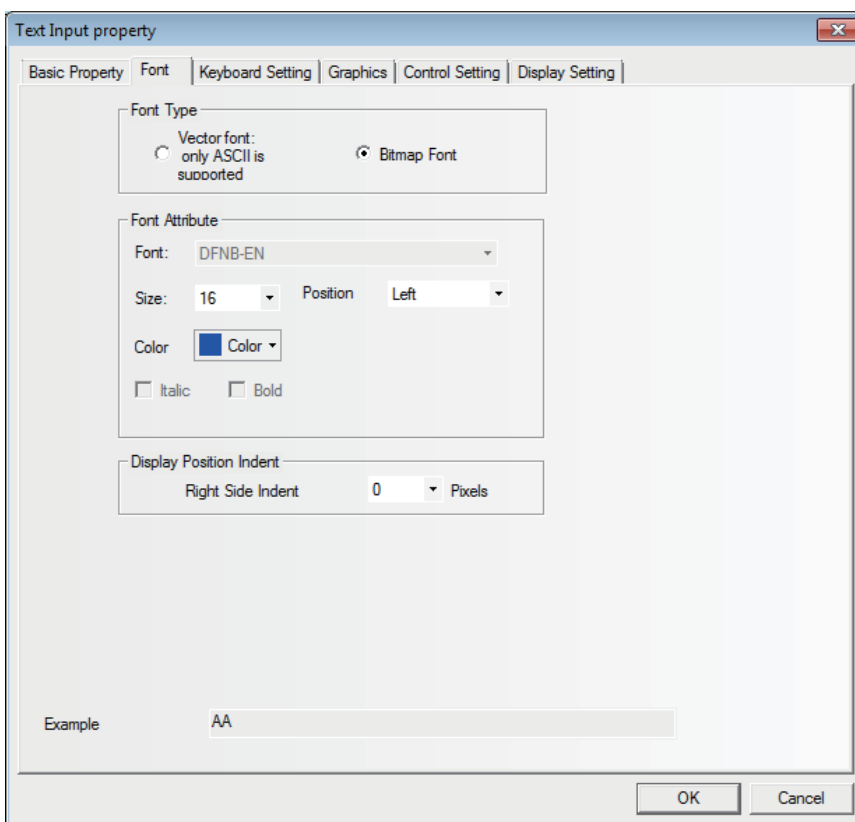 Text Input property
Basic Property Font Keyboard Setting Graphics Control Setting Display Setting
Font Type
Vector font:
only ASCII is
supported
Bitmap Font
Font Attribute
Font: DFNB-EN
Size: 16 Position Left
Color Color
Italic Bold
Display Position Indent
Right Side Indent 0 Pixels
Example AA
OK Cancel